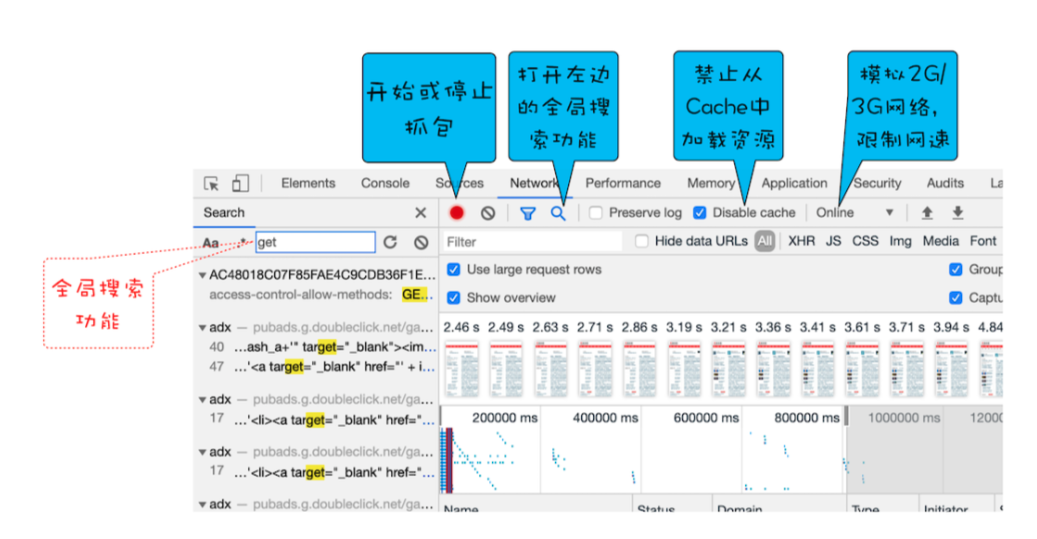 开始或停止
抓包
打开左边
的全局搜
索功能
禁止从
Cache中
加载资源
模拟2G/
3G网络，
限制网速
Elements Console Sources Network Performance Memory Application Security Audits La
Search
Preserve log Disable cache Online
Aa .* get
Filter Hide data URLs All XHR JS CSS Img Media Font
全局搜索
功能
AC48018C07F85FAE4C9CDB36F1E...
access-control-allow-methods: GE...
Use large request rows Group
Show overview Captu
adx — pubads.g.doubleclick.net/ga...
40 ...ash_a+'" target="_blank"><im...
47 ...'<a target="_blank" href="' + i...
adx — pubads.g.doubleclick.net/ga...
17 ...'<li><a target="_blank" href="...
adx — pubads.g.doubleclick.net/ga...
17 ...'<li><a target="_blank" href="...
adx — pubads.g.doubleclick.net/ga...
2.46 s 2.49 s 2.63 s 2.71 s 2.86 s 3.19 s 3.21 s 3.36 s 3.41 s 3.61 s 3.71 s 3.94 s 4.84
200000 ms 400000 ms 600000 ms 800000 ms 1000000 ms 12000
Name Status Domain Type Initiator